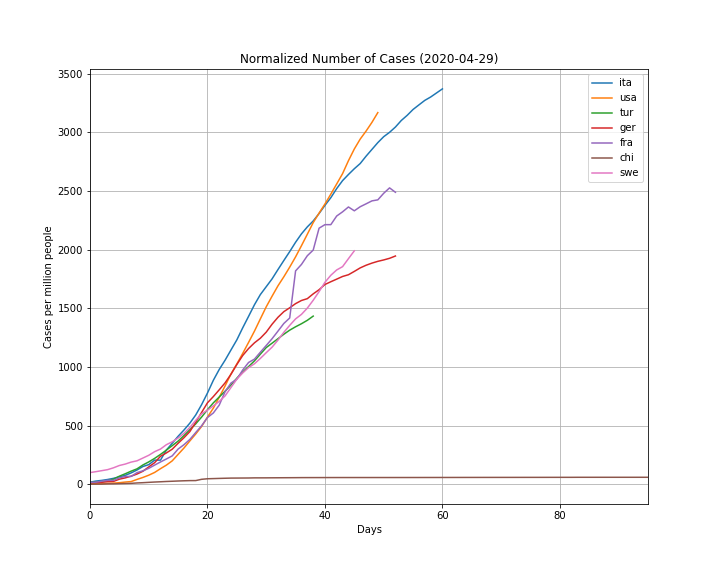 Normalized Number of Cases (2020-04-29)
3500
3000
2500
2000
1500
1000
500
0
Cases per million people
0
20
40
60
80
Days
ita
usa
tur
ger
fra
chi
swe